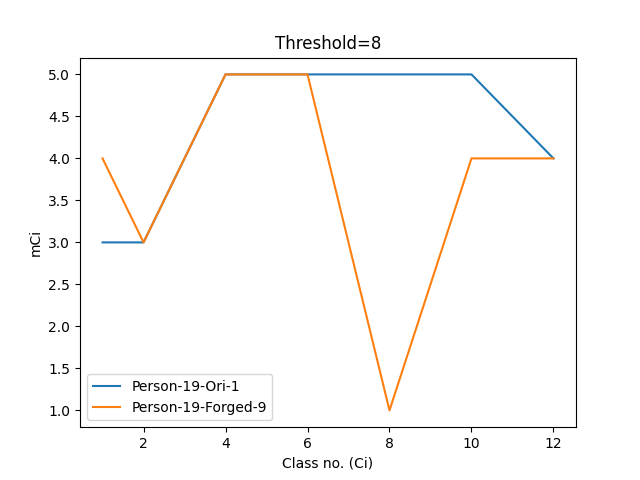 Threshold=8
5.0
4.5
4.0
3.5
3.0
2.5
2.0
1.5
1.0
mCi
Person-19-Ori-1
Person-19-Forged-9
2 4 6 8 10 12
Class no. (Ci)